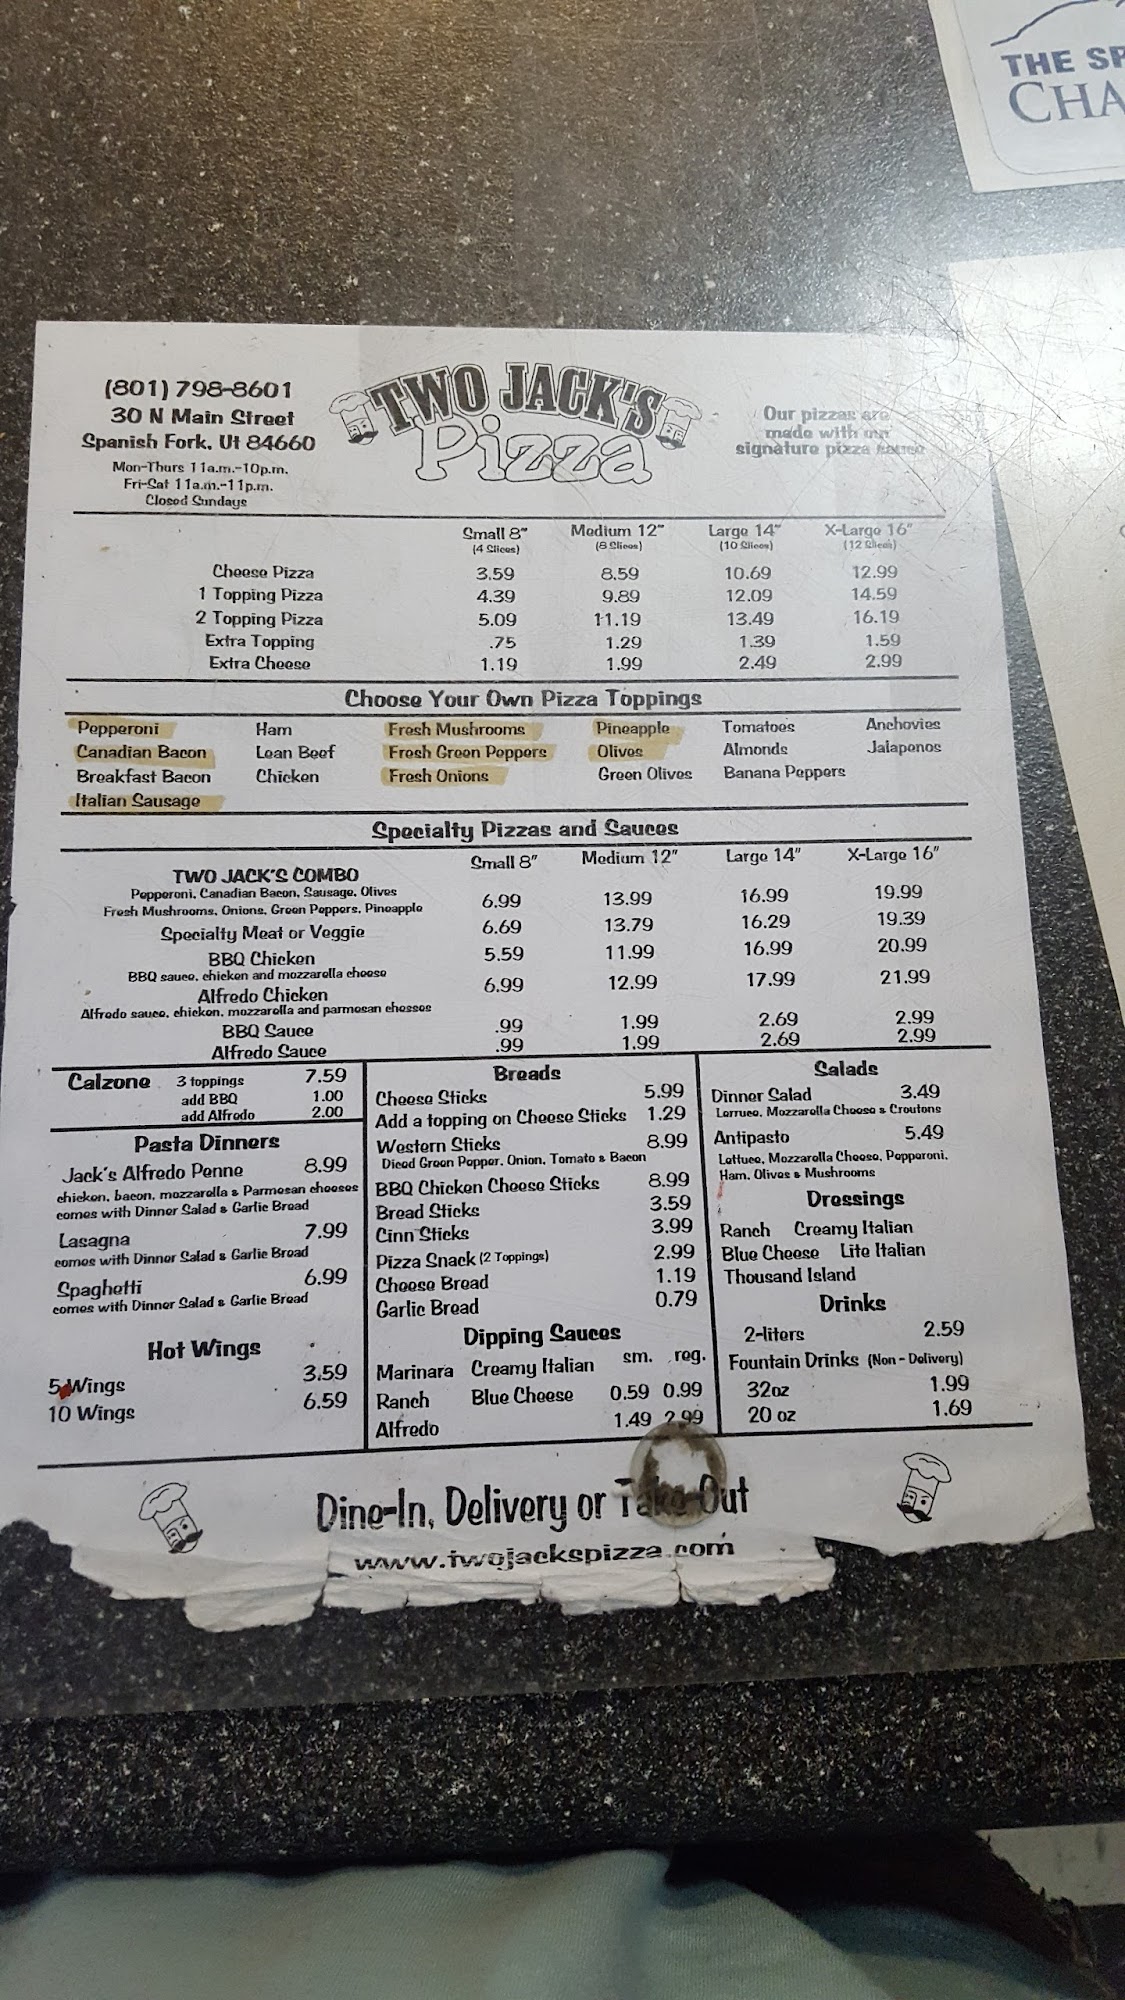 THE SP
CHA
(801) 798-8601
30 N Main Street
Spanish Fork, Ut 84660
Mon-Thurs 11a.m.-10p.m.
Fri-Sat 11a.m.-11p.m.
Closed Sundays
TWO JACK'S
Pizza
Our pizzas are
made with our
signature pizza sauce
Small 8" Medium 12" Large 14" X-Large 16"
(4 Slices) (8 Slices) (10 Slices) (12 Slices)
Cheese Pizza 3.59 8.59 10.69 12.99
1 Topping Pizza 4.39 9.89 12.09 14.59
2 Topping Pizza 5.09 11.19 13.49 16.19
Extra Topping .75 1.29 1.39 1.59
Extra Cheese 1.19 1.99 2.49 2.99
Choose Your Own Pizza Toppings
Pepperoni Ham Fresh Mushrooms Pineapple Tomatoes Anchovies
Canadian Bacon Lean Beef Fresh Green Peppers Olives Almonds Jalapenos
Breakfast Bacon Chicken Fresh Onions Green Olives Banana Peppers
Italian Sausage
Specialty Pizzas and Sauces
Small 8" Medium 12" Large 14" X-Large 16"
TWO JACK'S COMBO
Pepperoni, Canadian Bacon, Sausage, Olives
Fresh Mushrooms, Onions, Green Peppers, Pineapple 6.99 13.99 16.99 19.99
Specialty Meat or Veggie 6.69 13.79 16.29 19.39
BBQ Chicken 5.59 11.99 16.99 20.99
BBQ sauce, chicken and mozzarella cheese
Alfredo Chicken 6.99 12.99 17.99 21.99
Alfredo sauce, chicken, mozzarella and parmesan cheeses
BBQ Sauce .99 1.99 2.69 2.99
Alfredo Sauce .99 1.99 2.69 2.99
Calzone 3 toppings 7.59
add BBQ 1.00
add Alfredo 2.00
Pasta Dinners
Jack's Alfredo Penne 8.99
chicken, bacon, mozzarella & Parmesan cheeses
comes with Dinner Salad & Garlic Bread
Lasagna 7.99
comes with Dinner Salad & Garlic Bread
Spaghetti 6.99
comes with Dinner Salad & Garlic Bread
Hot Wings
5 Wings 3.59
10 Wings 6.59
Breads
Cheese Sticks 5.99
Add a topping on Cheese Sticks 1.29
Western Sticks 8.99
Diced Green Pepper, Onion, Tomato & Bacon
BBQ Chicken Cheese Sticks 8.99
Bread Sticks 3.59
Cinn Sticks 3.99
Pizza Snack (2 Toppings) 2.99
Cheese Bread 1.19
Garlic Bread 0.79
Dipping Sauces
Marinara Creamy Italian sm. reg.
Ranch Blue Cheese 0.59 0.99
Alfredo 1.49 2.99
Salads
Dinner Salad 3.49
Lerruce, Mozzarella Cheese & Croutons
Antipasto 5.49
Lettuce, Mozzarella Cheese, Pepperoni,
Ham, Olives & Mushrooms
Dressings
Ranch Creamy Italian
Blue Cheese Lite Italian
Thousand Island
Drinks
2-liters 2.59
Fountain Drinks (Non-Delivery)
32oz 1.99
20 oz 1.69
Dine-In, Delivery or Take-Out
www.twojackspizza.com